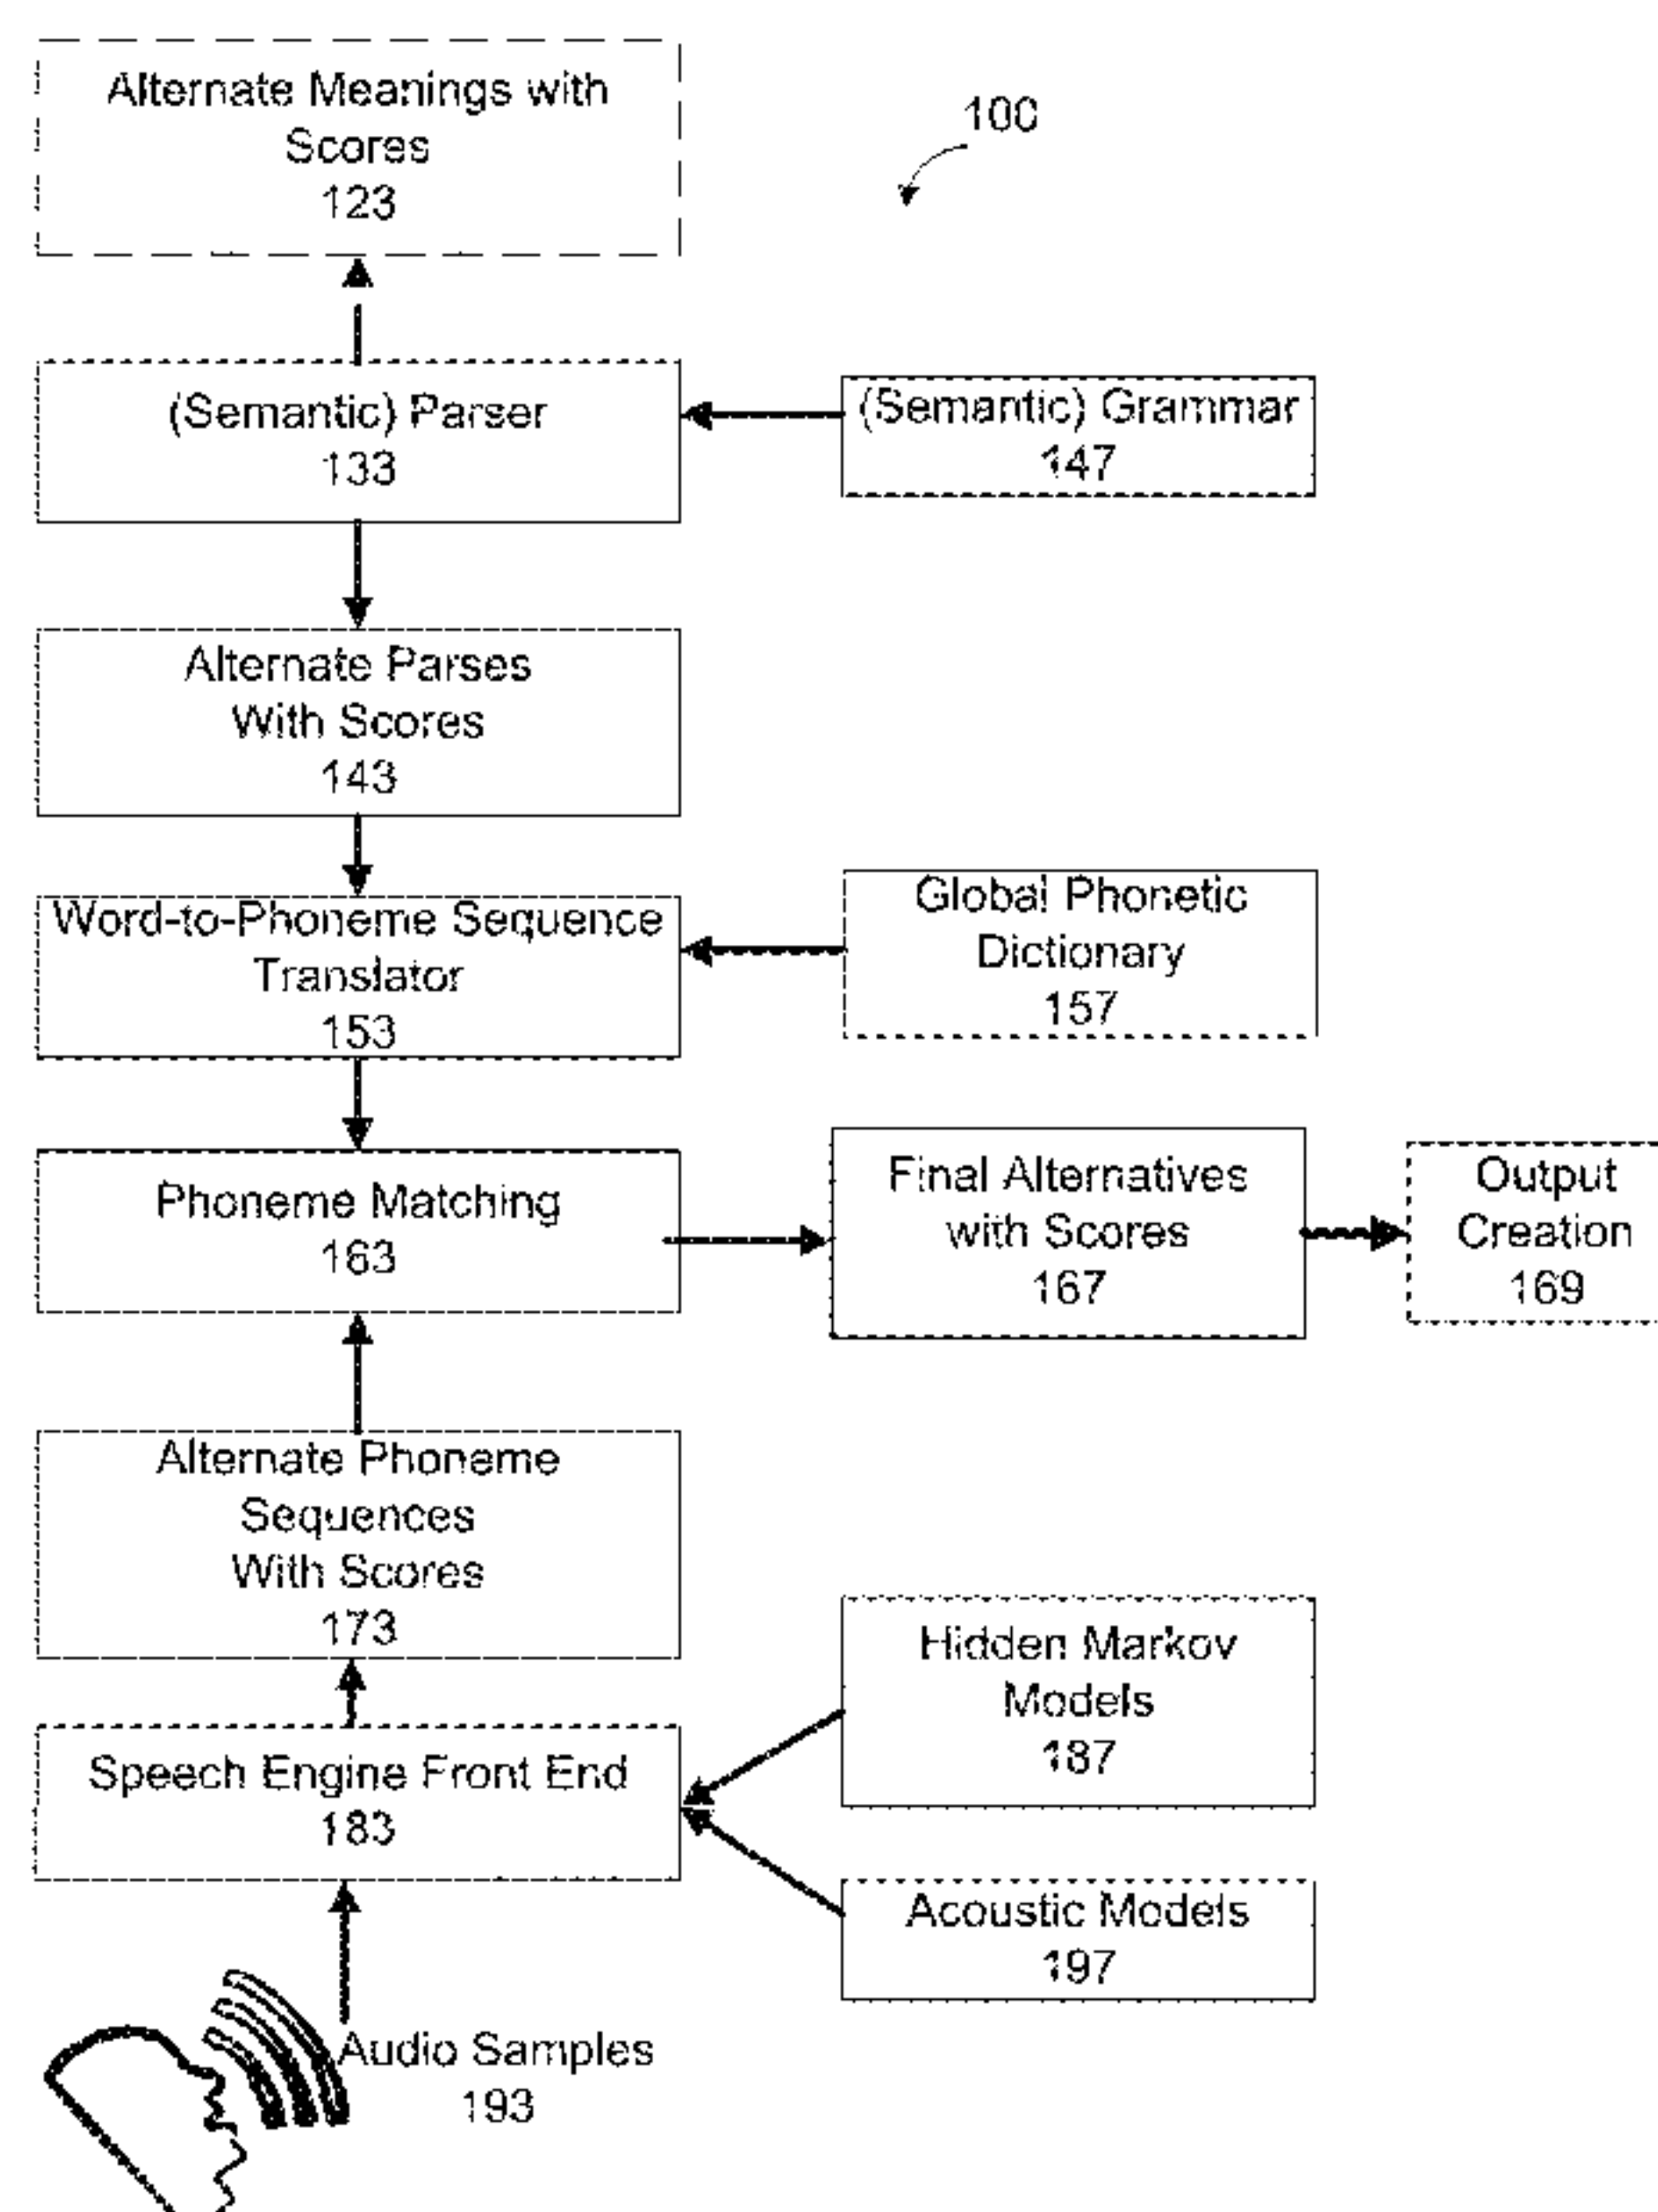 Alternate Meanings with
Scores
123
100
(Semantic) Parser
133
(Semantic) Grammar
147
Alternate Parses
With Scores
143
Word-to-Phoneme Sequence
Translator
153
Global Phonetic
Dictionary
157
Phoneme Matching
163
Final Alternatives
with Scores
167
Output
Creation
169
Alternate Phoneme
Sequences
With Scores
173
Hidden Markov
Models
187
Speech Engine Front End
183
Acoustic Models
197
Audio Samples
193